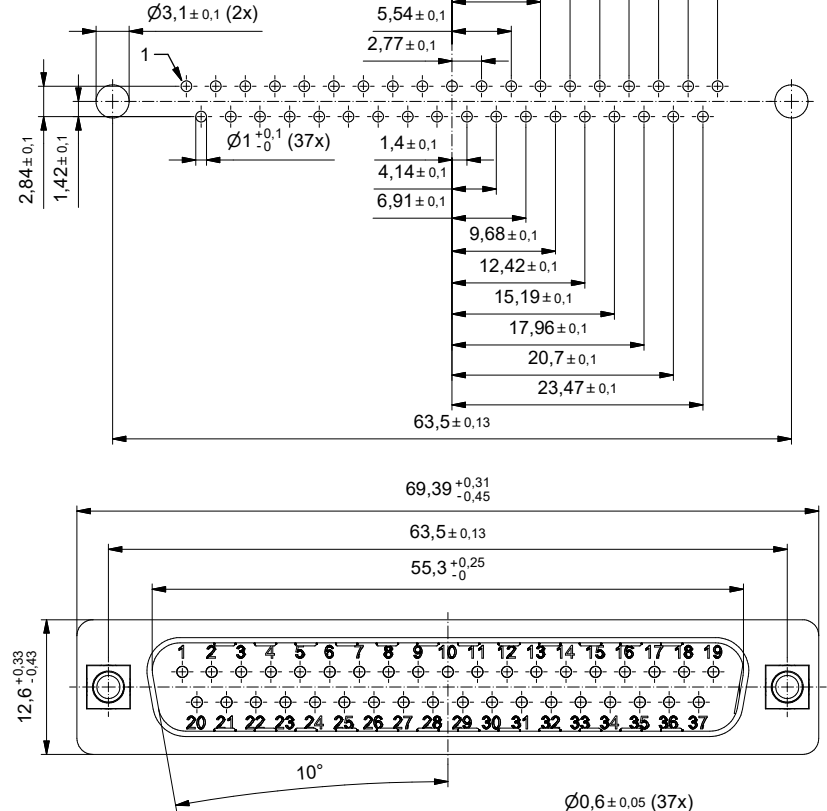 Ø3,1±0,1 (2x)
5,54±0,1
2,77±0,1
1
2,84±0,1
1,42±0,1
Ø1 +0,1 -0 (37x)
1,4±0,1
4,14±0,1
6,91±0,1
9,68±0,1
12,42±0,1
15,19±0,1
17,96±0,1
20,7±0,1
23,47±0,1
63,5±0,13
69,39 +0,31 -0,45
63,5±0,13
55,3 +0,25 -0
12,6 +0,33 -0,43
1 2 3 4 5 6 7 8 9 10 11 12 13 14 15 16 17 18 19
20 21 22 23 24 25 26 27 28 29 30 31 32 33 34 35 36 37
10°
Ø0,6±0,05 (37x)